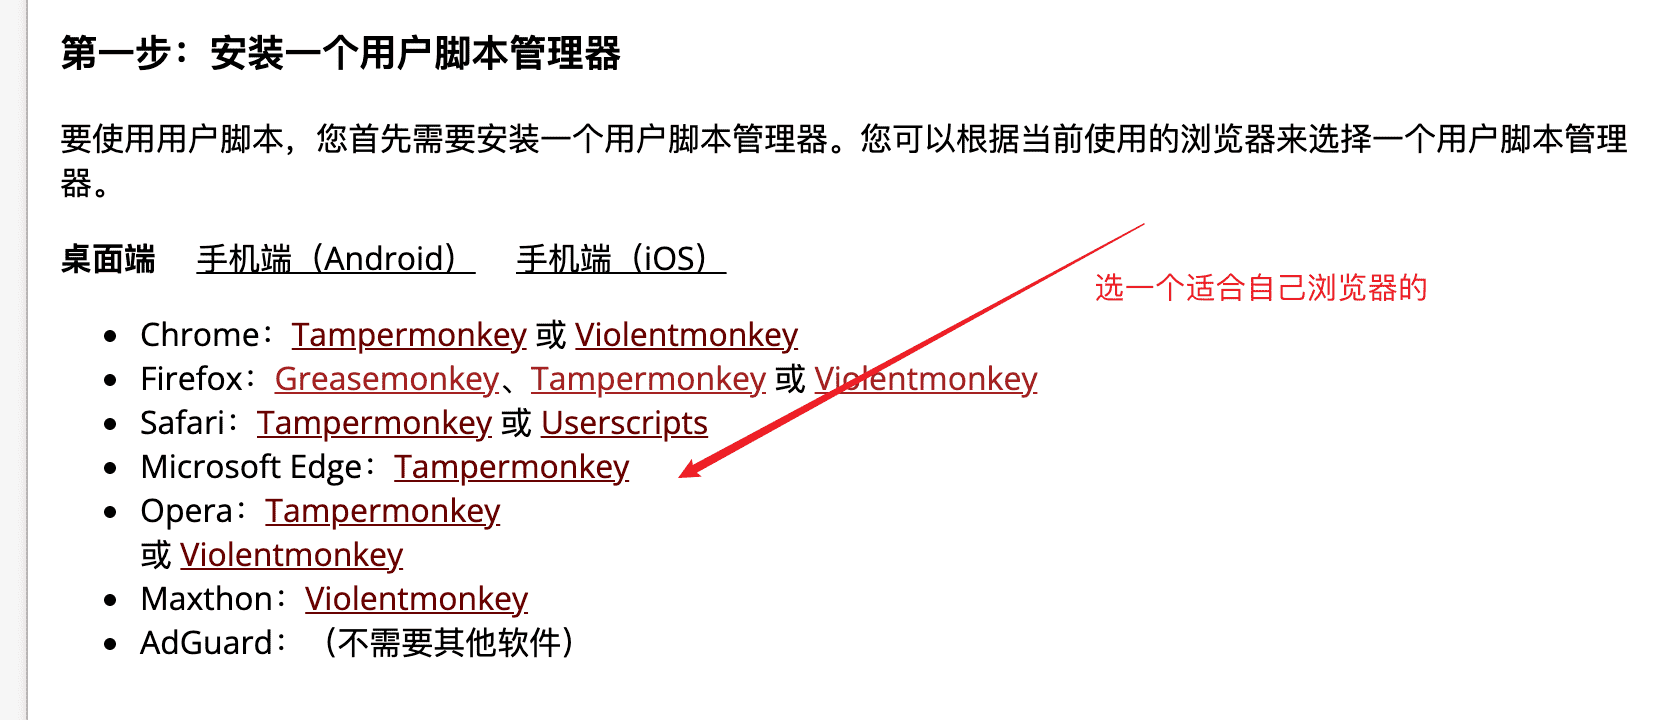 第一步：安装一个用户脚本管理器
要使用用户脚本，您首先需要安装一个用户脚本管理器。您可以根据当前使用的浏览器来选择一个用户脚本管理
器。
桌面端 手机端（Android） 手机端（iOS）
选一个适合自己浏览器的
Chrome：Tampermonkey 或 Violentmonkey
Firefox：Greasemonkey、Tampermonkey 或 Violentmonkey
Safari：Tampermonkey 或 Userscripts
Microsoft Edge：Tampermonkey
Opera：Tampermonkey
或 Violentmonkey
Maxthon：Violentmonkey
AdGuard：（不需要其他软件）